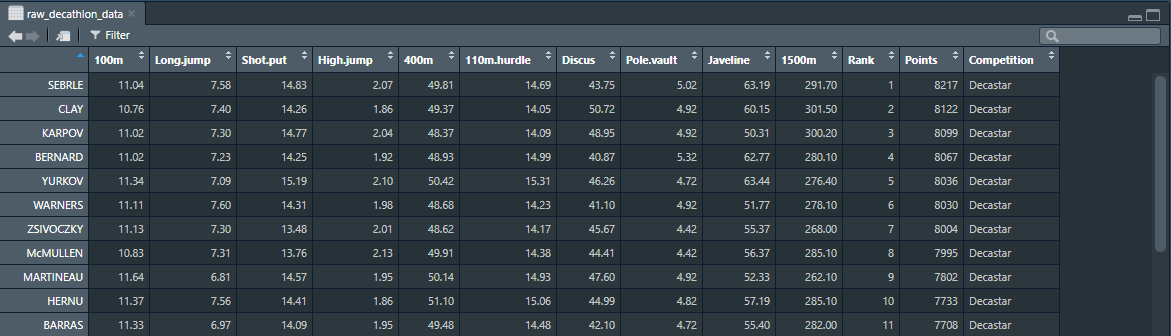 raw_decathlon_data
Filter
100m Long.jump Shot.put High.jump 400m 110m.hurdle Discus Pole.vault Javeline 1500m Rank Points Competition
SEBRLE 11.04 7.58 14.83 2.07 49.81 14.69 43.75 5.02 63.19 291.70 1 8217 Decastar
CLAY 10.76 7.40 14.26 1.86 49.37 14.05 50.72 4.92 60.15 301.50 2 8122 Decastar
KARPOV 11.02 7.30 14.77 2.04 48.37 14.09 48.95 4.92 50.31 300.20 3 8099 Decastar
BERNARD 11.02 7.23 14.25 1.92 48.93 14.99 40.87 5.32 62.77 280.10 4 8067 Decastar
YURKOV 11.34 7.09 15.19 2.10 50.42 15.31 46.26 4.72 63.44 276.40 5 8036 Decastar
WARNERS 11.11 7.60 14.31 1.98 48.68 14.23 41.10 4.92 51.77 278.10 6 8030 Decastar
ZSIVOCZKY 11.13 7.30 13.48 2.01 48.62 14.17 45.67 4.42 55.37 268.00 7 8004 Decastar
McMULLEN 10.83 7.31 13.76 2.13 49.91 14.38 44.41 4.42 56.37 285.10 8 7995 Decastar
MARTINEAU 11.64 6.81 14.57 1.95 50.14 14.93 47.60 4.92 52.33 262.10 9 7802 Decastar
HERNU 11.37 7.56 14.41 1.86 51.10 15.06 44.99 4.82 57.19 285.10 10 7733 Decastar
BARRAS 11.33 6.97 14.09 1.95 49.48 14.48 42.10 4.72 55.40 282.00 11 7708 Decastar